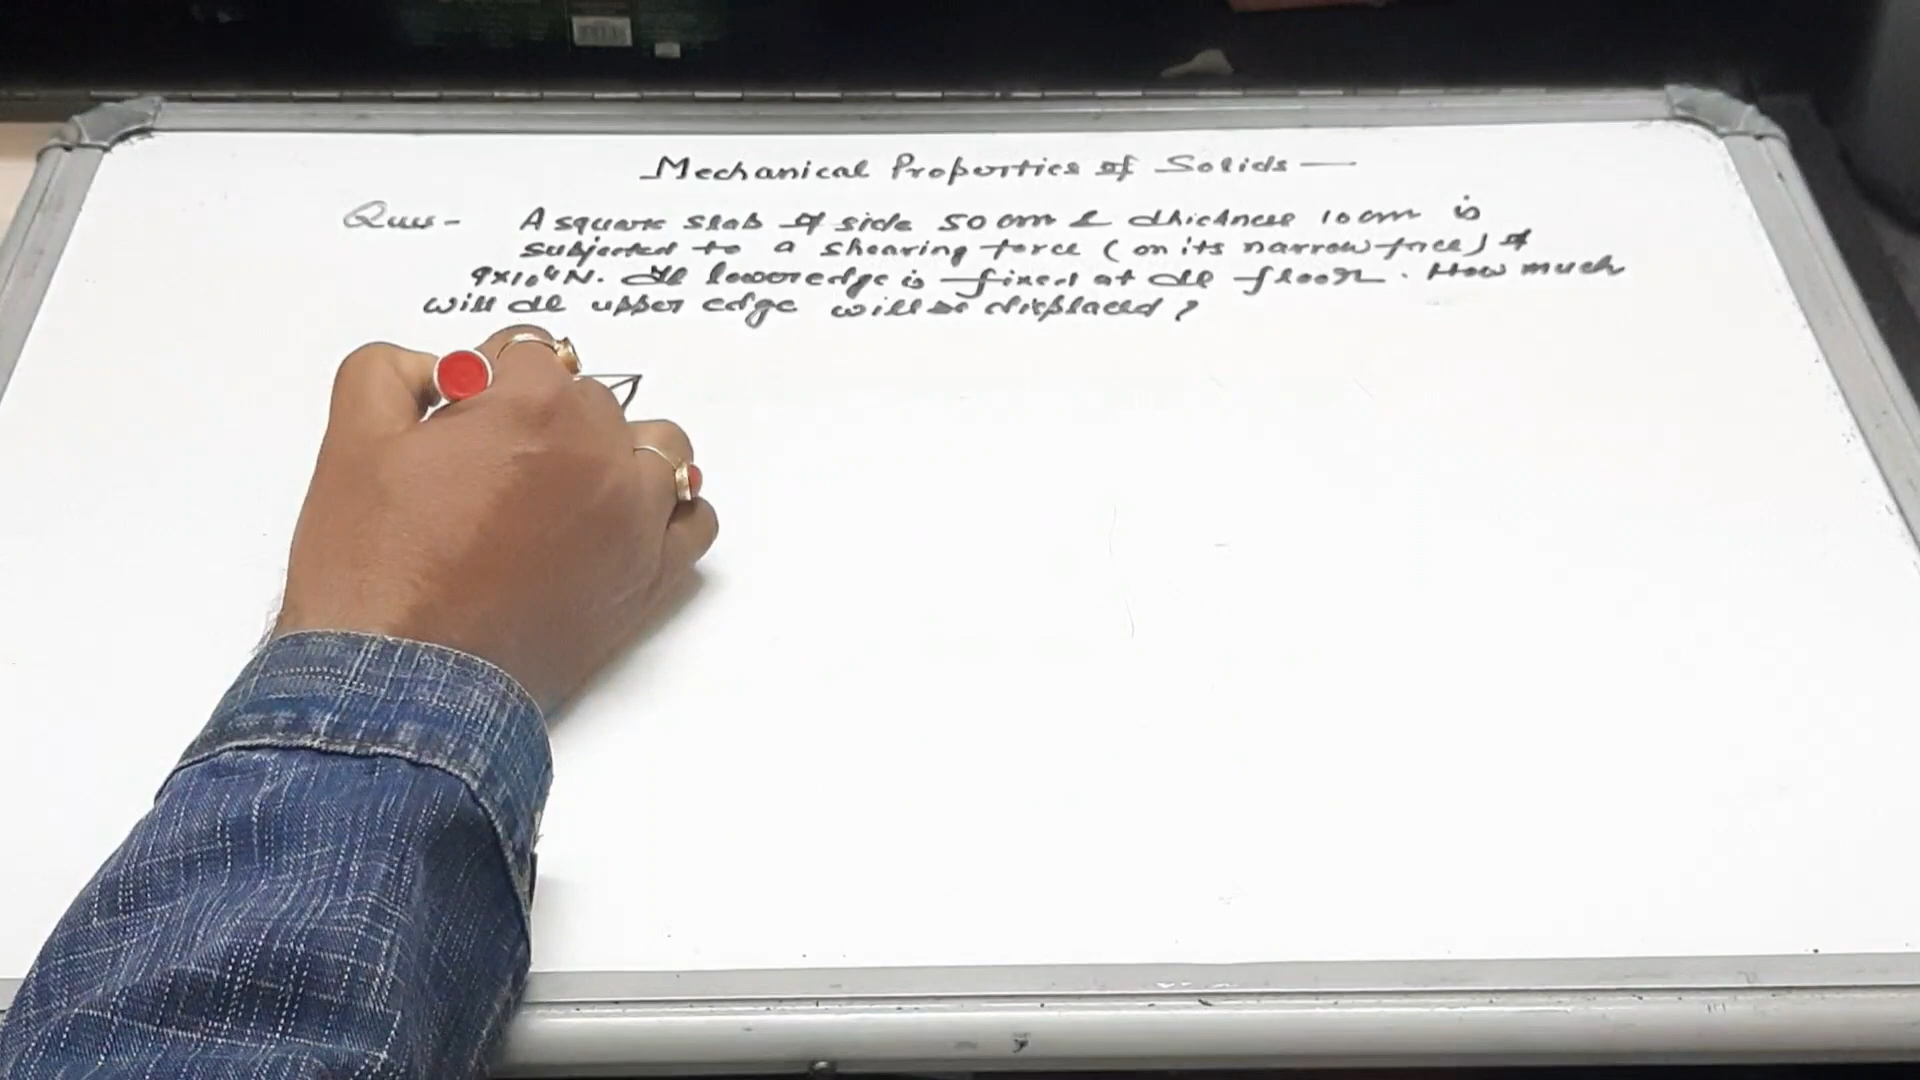 Mechanical Properties of Solids —
Ques - A square slab of side 50 cm & thickness 10 cm is
subjected to a shearing force (on its narrow face) of
9×10⁴N. The lower edge is fixed at the floor. How much
will the upper edge will be displaced?